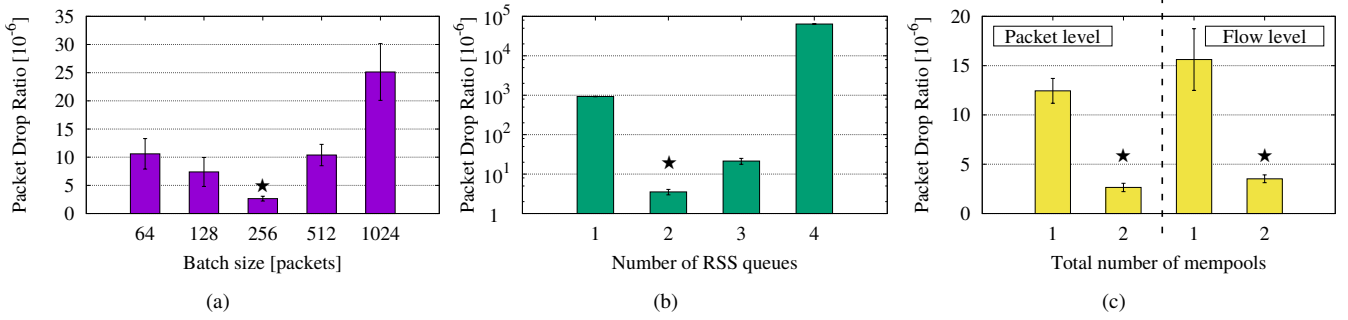 Packet Drop Ratio [10^-6]
35
30
25
20
15
10
5
0
64 128 256 512 1024
Batch size [packets]
(a)
Packet Drop Ratio [10^-6]
10^5
10^4
10^3
10^2
10^1
1
1 2 3 4
Number of RSS queues
(b)
Packet Drop Ratio [10^-6]
20
15
10
5
0
Packet level Flow level
1 2 1 2
Total number of mempools
(c)